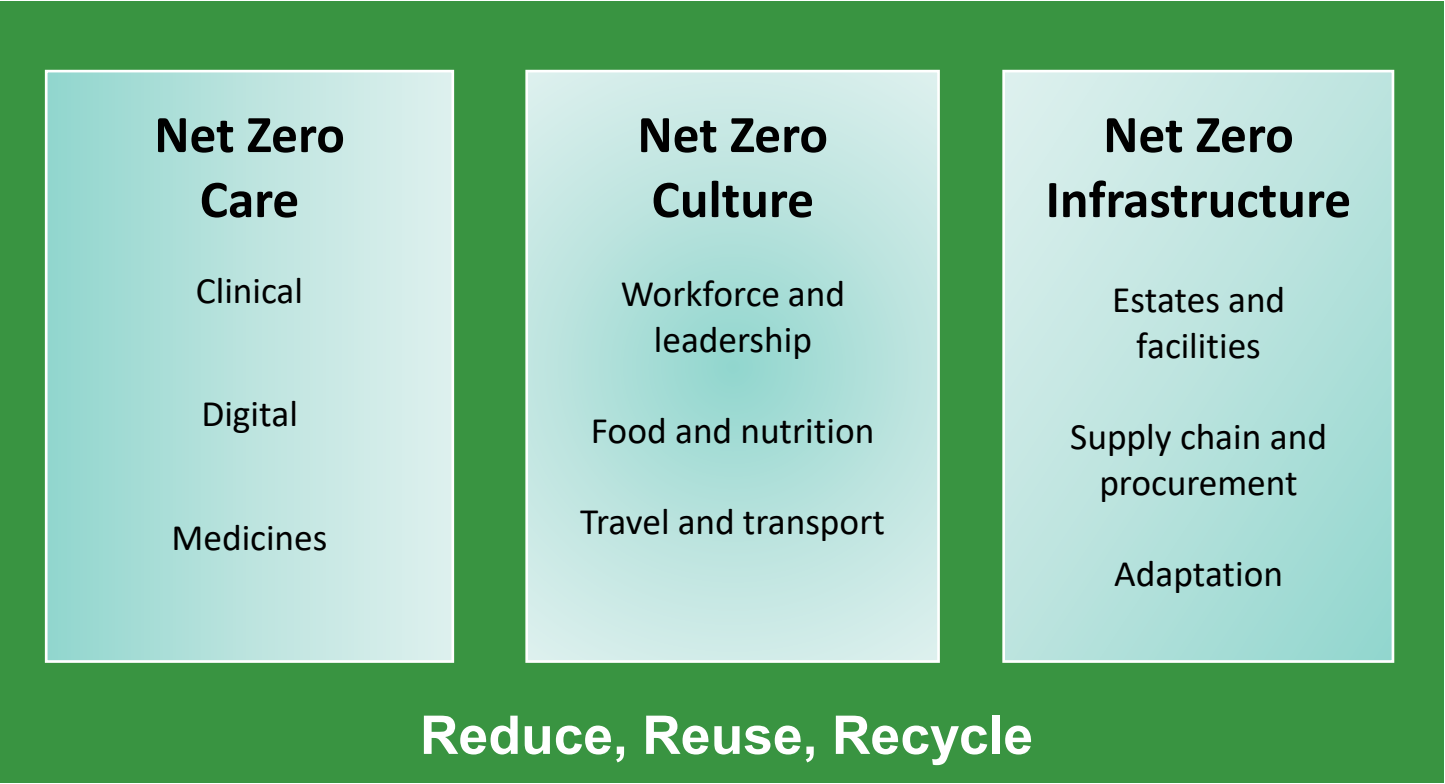 Net Zero
Care
Clinical
Digital
Medicines
Net Zero
Culture
Workforce and
leadership
Food and nutrition
Travel and transport
Net Zero
Infrastructure
Estates and
facilities
Supply chain and
procurement
Adaptation
Reduce, Reuse, Recycle